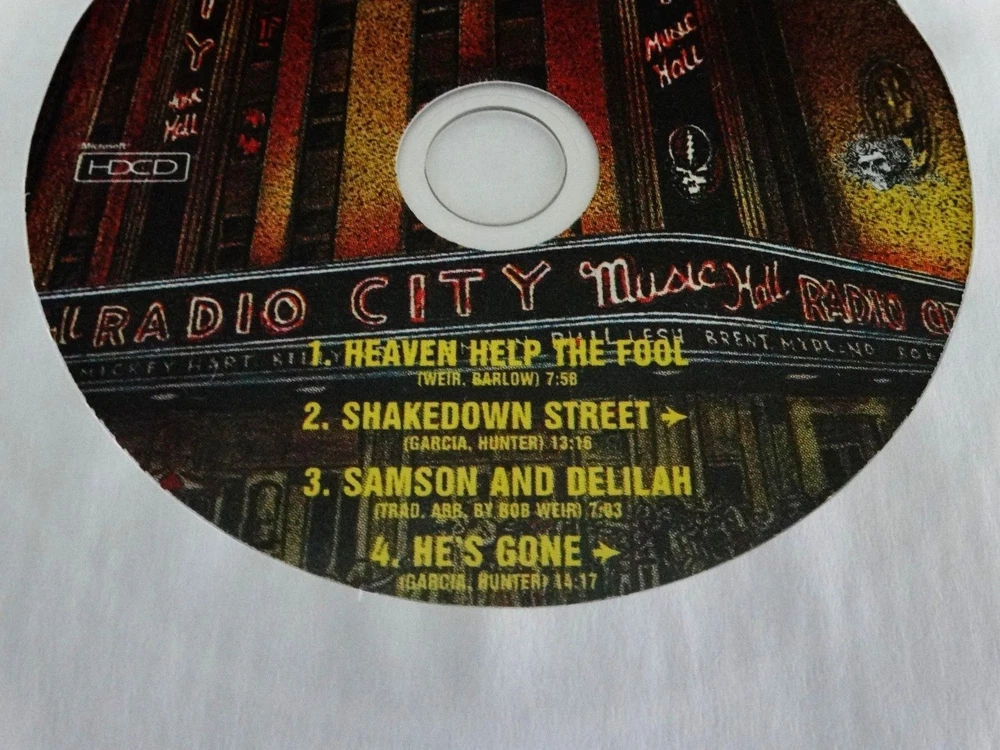 Y
Music
Hall
Music
Hall
Microsoft
HDCD
RADIO CITY Music Hall RADIO
MICKEY HART PHIL LESH BRENT MYDLAND
1. HEAVEN HELP THE FOOL
(WEIR, BARLOW) 7:58
2. SHAKEDOWN STREET
(GARCIA, HUNTER) 13:16
3. SAMSON AND DELILAH
(TRAD. ARR. BY BOB WEIR) 7:03
4. HE'S GONE
(GARCIA, HUNTER) 14:17